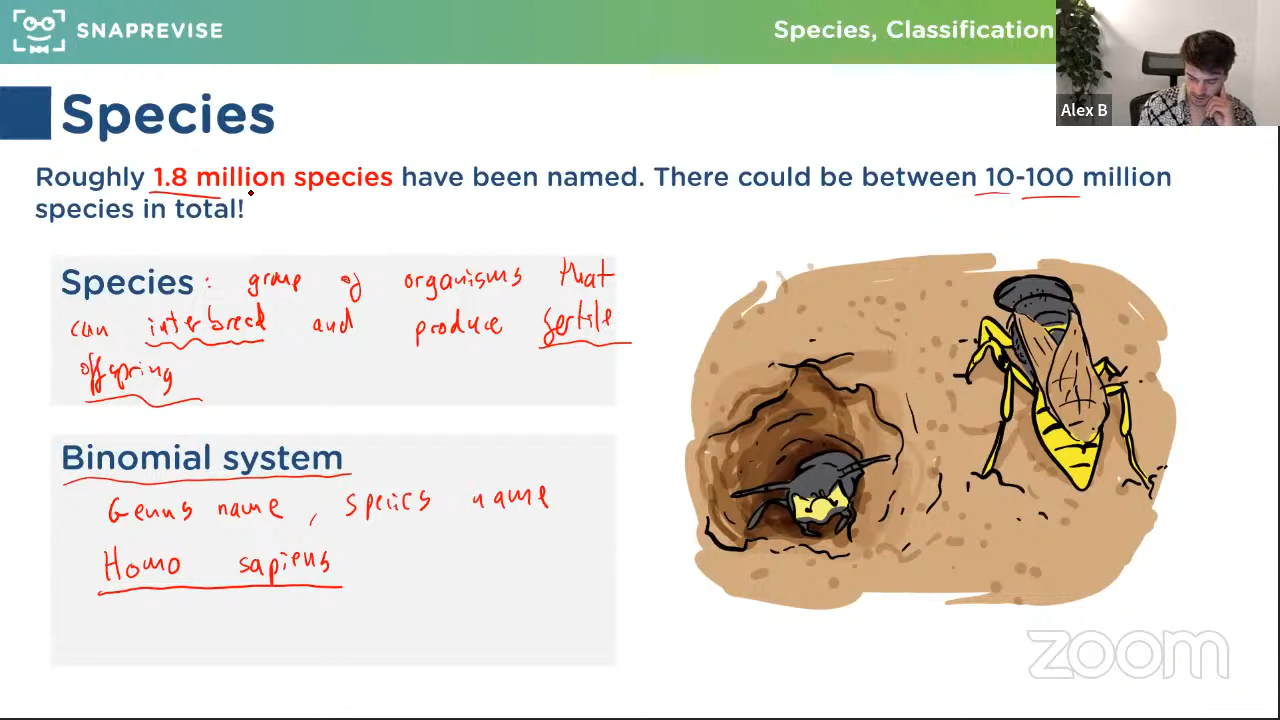 SNAPREVISE
Species, Classification
Alex B
Species
Roughly 1.8 million species have been named. There could be between 10-100 million
species in total!
Species : group of organisms that
can interbreed and produce fertile
offspring
Binomial system
Genus name , species name
Homo sapiens
zoom